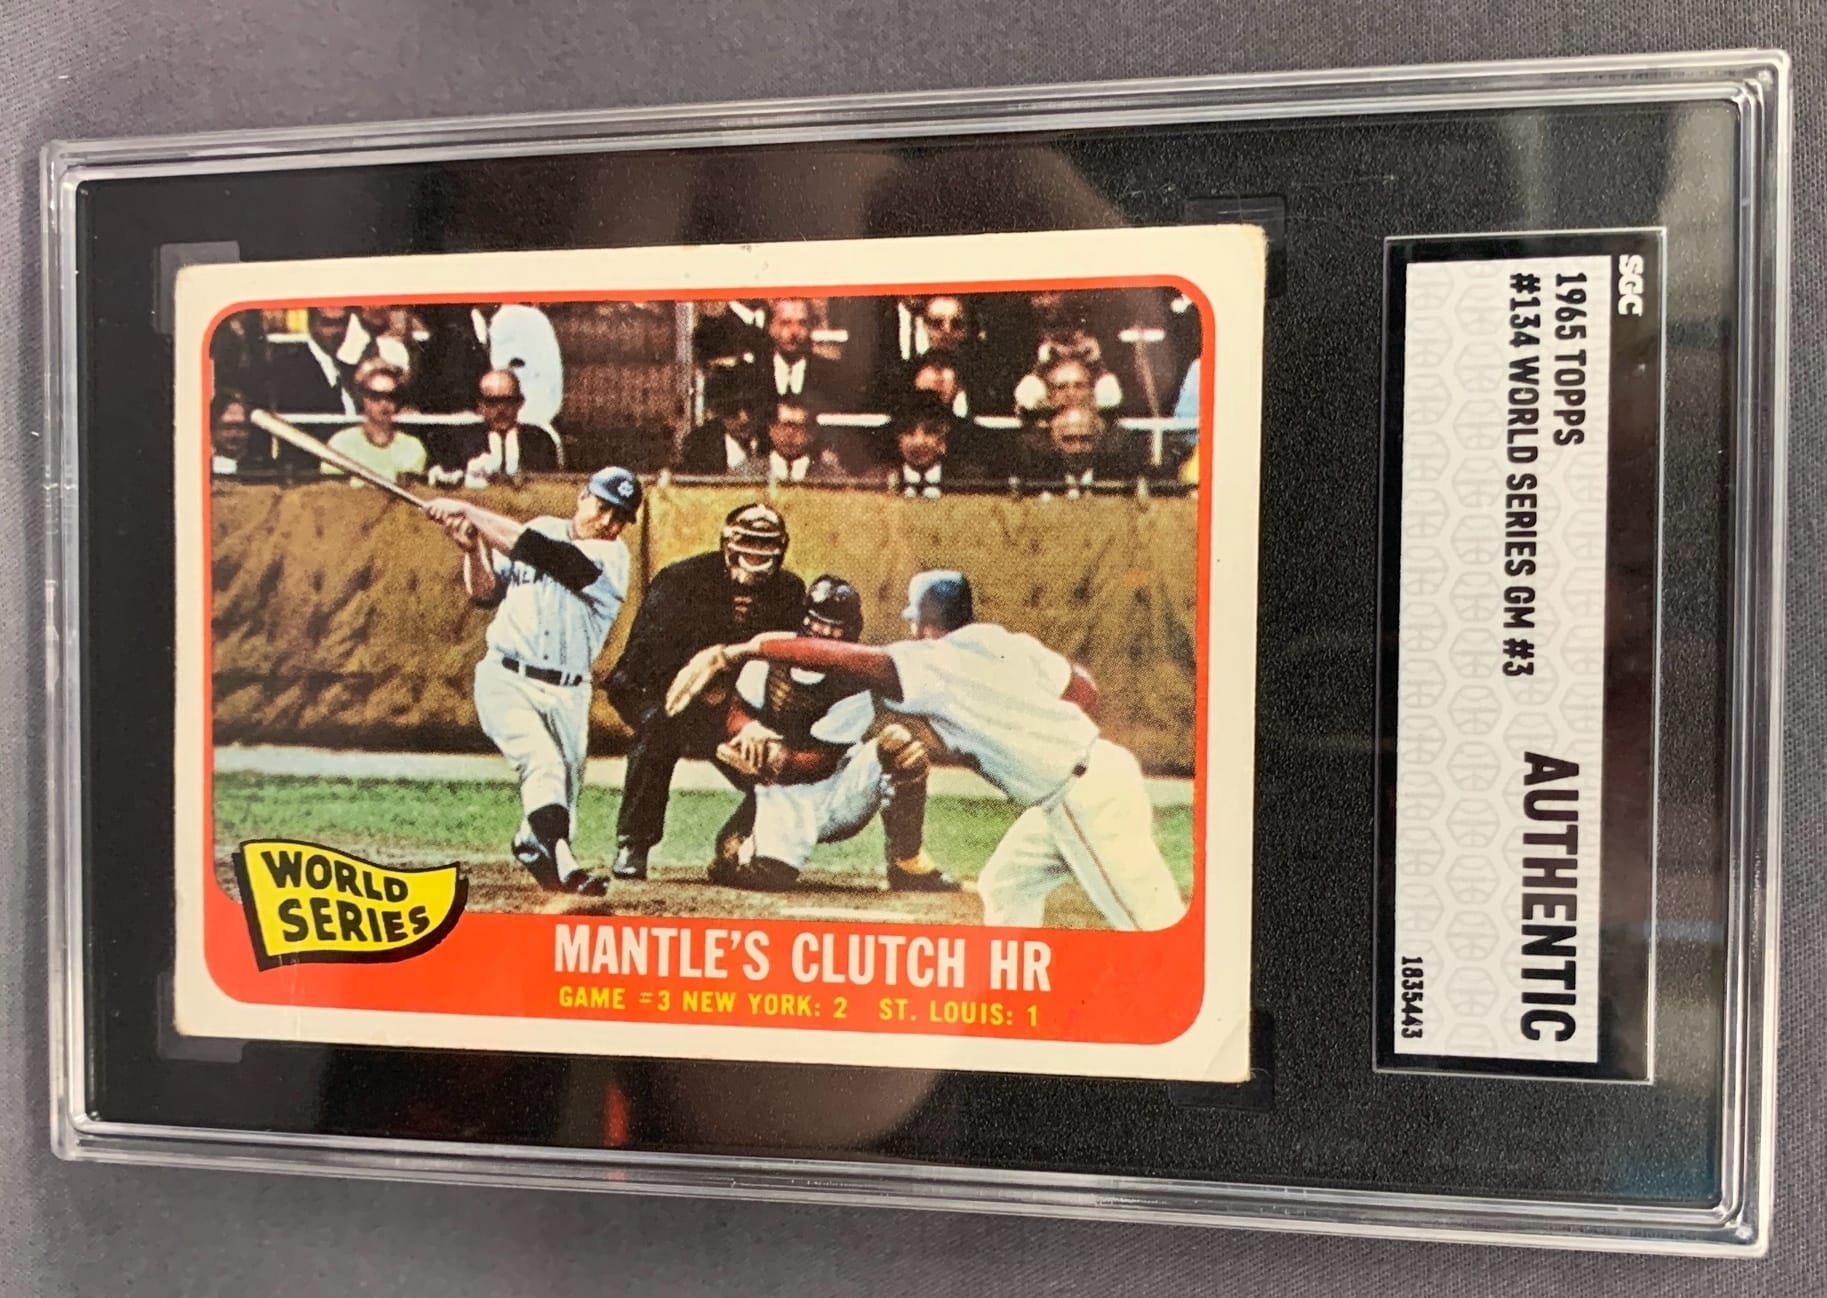 WORLD
SERIES
MANTLE'S CLUTCH HR
GAME #3 NEW YORK: 2 ST. LOUIS: 1
SGC
1965 TOPPS
#134 WORLD SERIES GM #3
AUTHENTIC
1835443